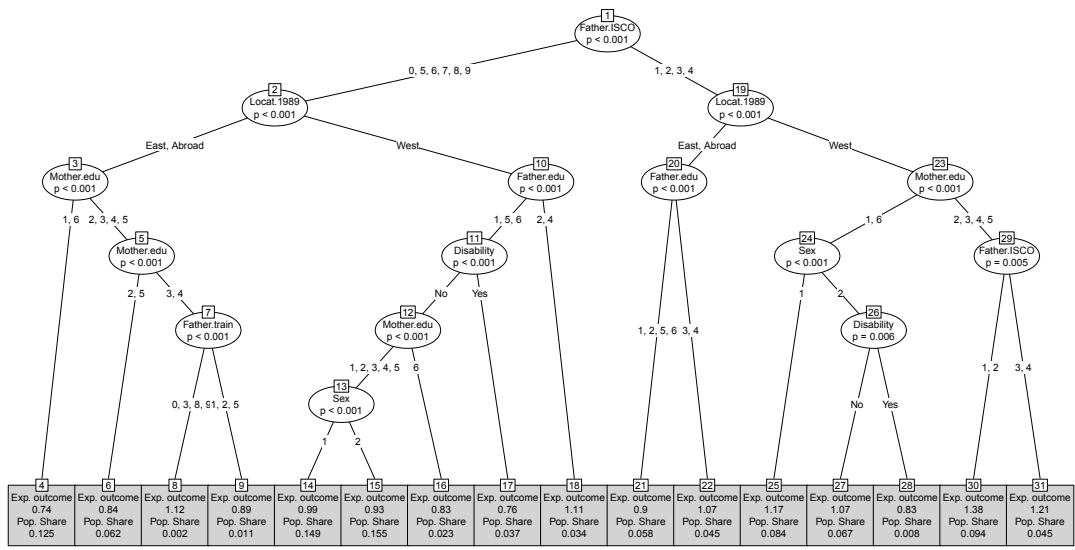 1
Father.ISCO
p < 0.001
0, 5, 6, 7, 8, 9
1, 2, 3, 4
2
Locat.1989
p < 0.001
19
Locat.1989
p < 0.001
East, Abroad
West
East, Abroad
West
3
Mother.edu
p < 0.001
10
Father.edu
p < 0.001
20
Father.edu
p < 0.001
23
Mother.edu
p < 0.001
1, 6
2, 3, 4, 5
1, 5, 6
2, 4
1, 6
2, 3, 4, 5
5
Mother.edu
p < 0.001
11
Disability
p < 0.001
24
Sex
p < 0.001
29
Father.ISCO
p = 0.005
2, 5
3, 4
No
Yes
1
2
7
Father.train
p < 0.001
12
Mother.edu
p < 0.001
26
Disability
p = 0.006
1, 2, 5, 6
3, 4
1, 2, 3, 4, 5
6
1, 2
3, 4
13
Sex
p < 0.001
0, 3, 8, 9
1, 2, 5
No
Yes
1
2
4
Exp. outcome
0.74
Pop. Share
0.125
6
Exp. outcome
0.84
Pop. Share
0.062
8
Exp. outcome
1.12
Pop. Share
0.002
9
Exp. outcome
0.89
Pop. Share
0.011
14
Exp. outcome
0.99
Pop. Share
0.149
15
Exp. outcome
0.93
Pop. Share
0.155
16
Exp. outcome
0.83
Pop. Share
0.023
17
Exp. outcome
0.76
Pop. Share
0.037
18
Exp. outcome
1.11
Pop. Share
0.034
21
Exp. outcome
0.9
Pop. Share
0.058
22
Exp. outcome
1.07
Pop. Share
0.045
25
Exp. outcome
1.17
Pop. Share
0.084
27
Exp. outcome
1.07
Pop. Share
0.067
28
Exp. outcome
0.83
Pop. Share
0.008
30
Exp. outcome
1.38
Pop. Share
0.094
31
Exp. outcome
1.21
Pop. Share
0.045